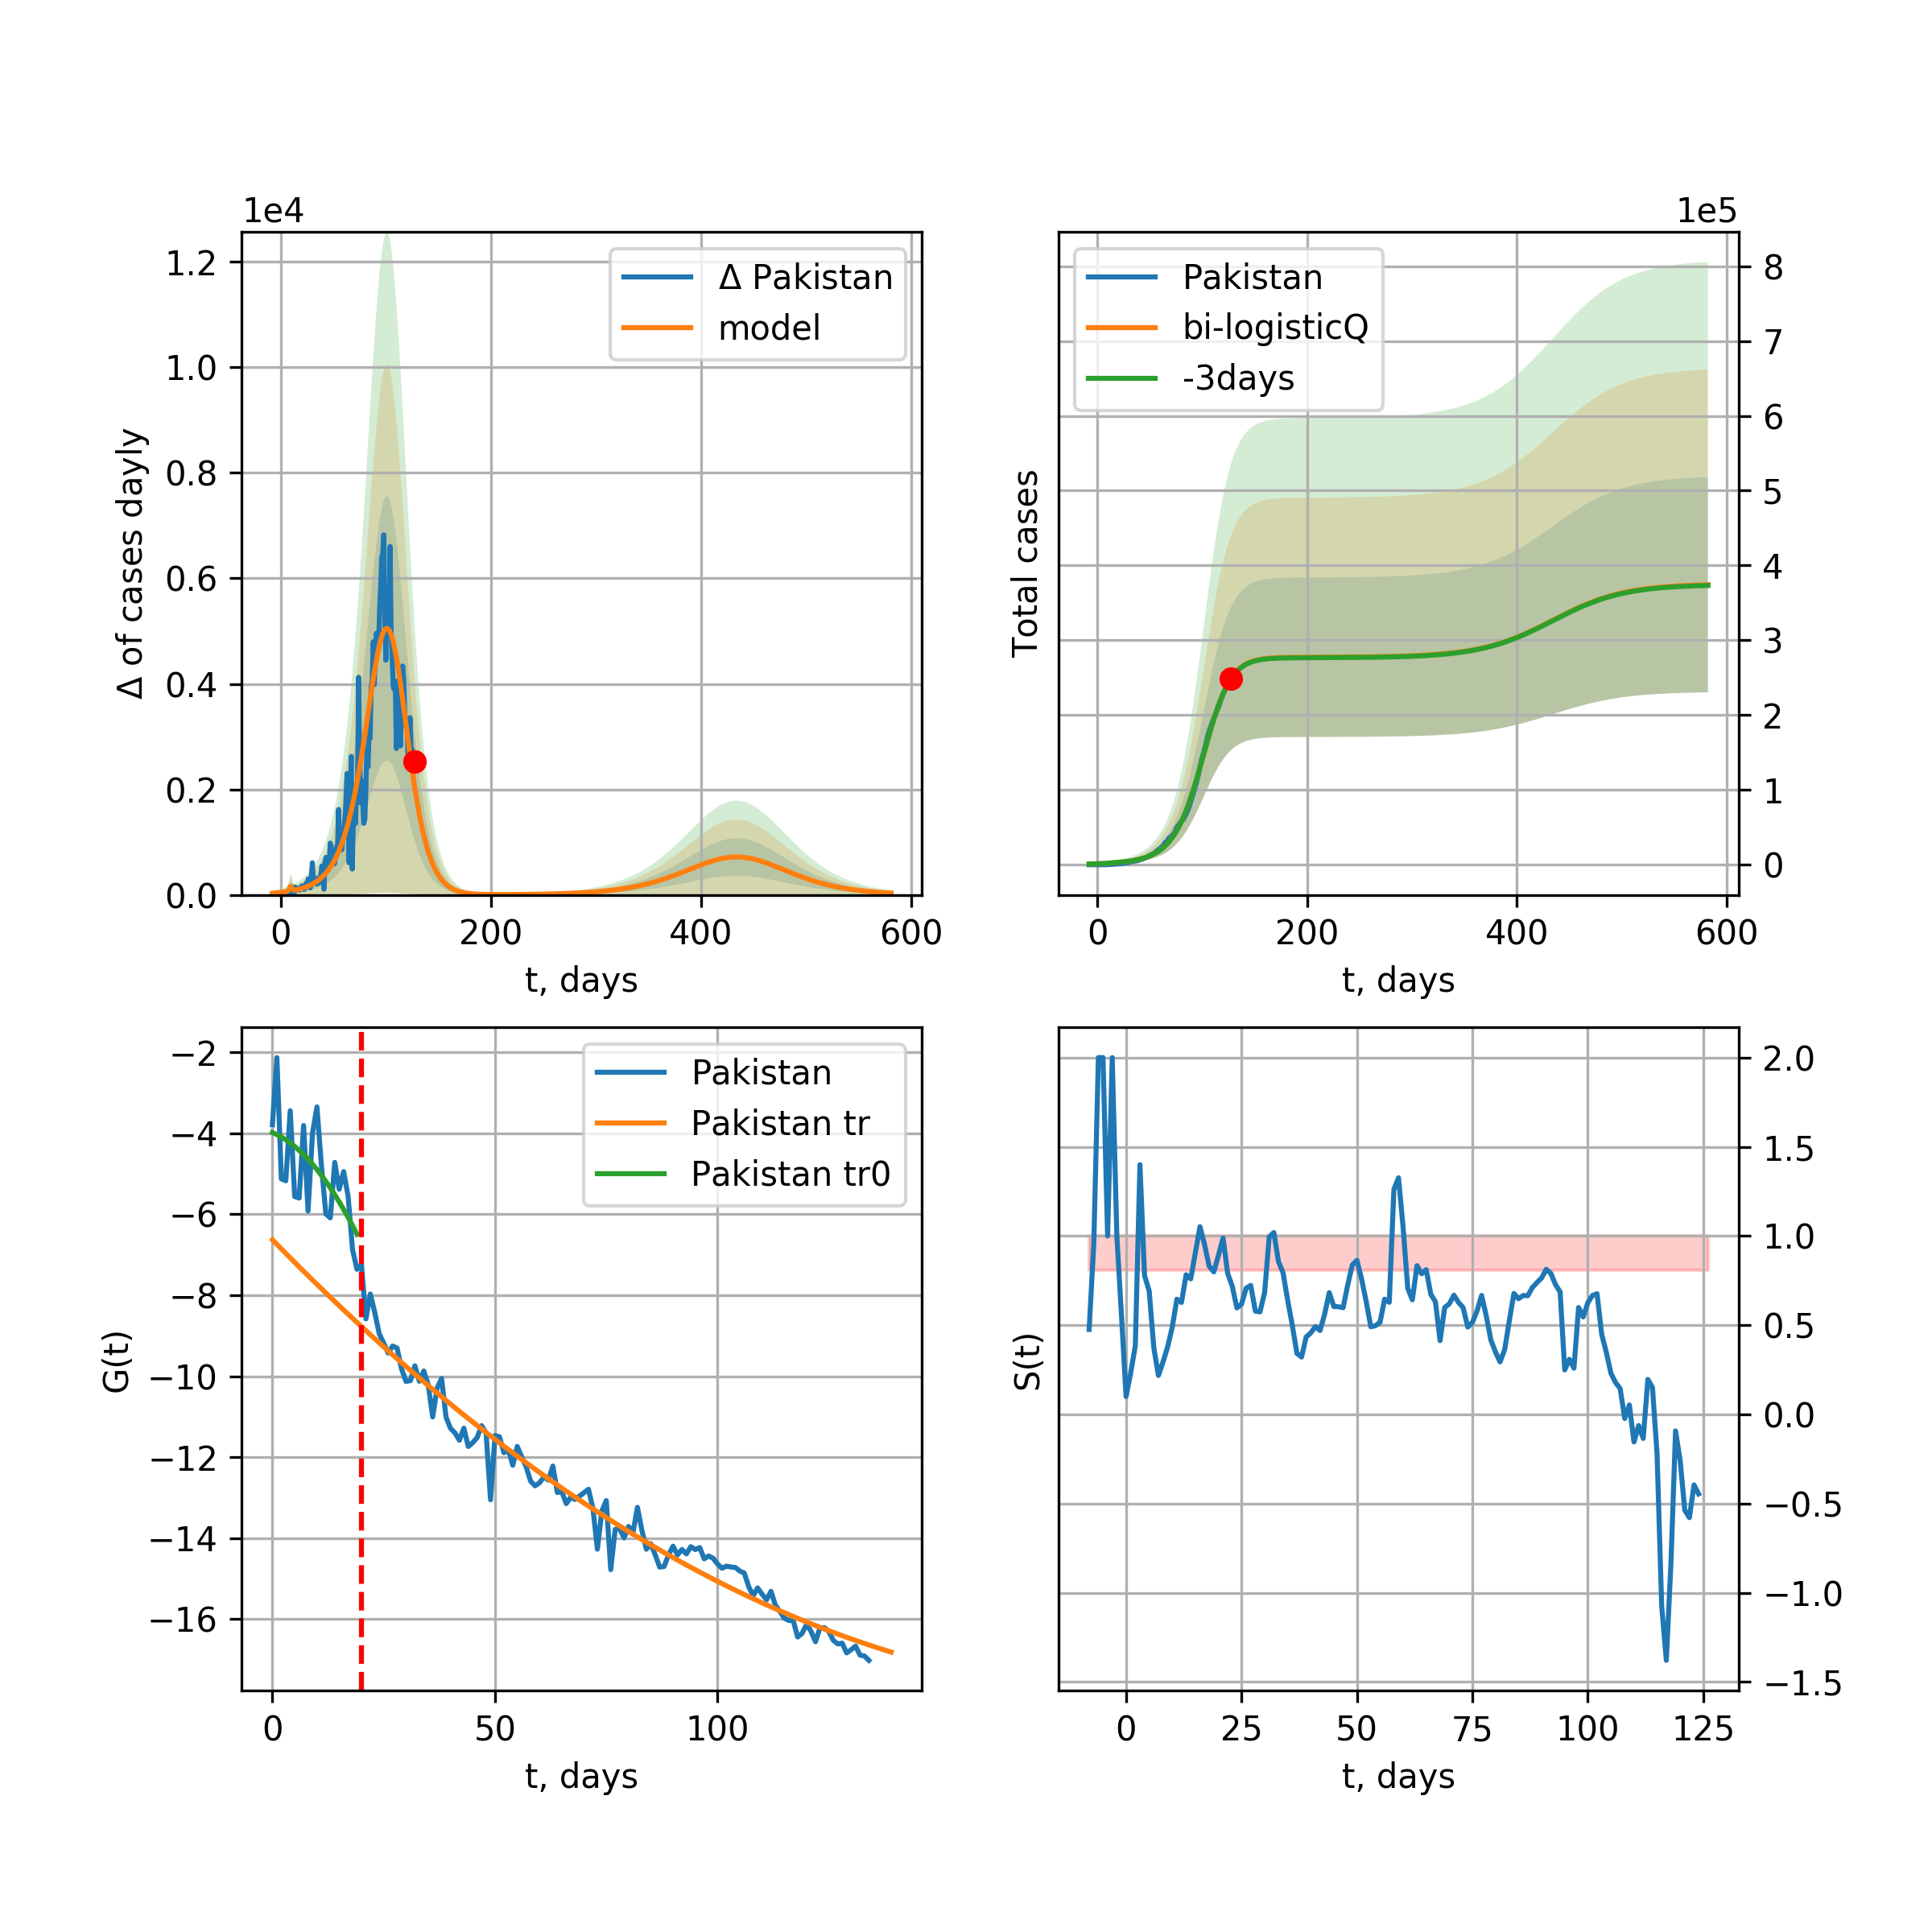 1e4
1.2
1.0
0.8
0.6
0.4
0.2
0.0
Δ of cases dayly
Δ Pakistan
model
0 200 400 600
t, days
1e5
8
7
6
5
4
3
2
1
0
Total cases
Pakistan
bi-logisticQ
-3days
0 200 400 600
t, days
−2
−4
−6
−8
−10
−12
−14
−16
G(t)
Pakistan
Pakistan tr
Pakistan tr0
0 50 100
t, days
2.0
1.5
1.0
0.5
0.0
−0.5
−1.0
−1.5
S(t)
0 25 50 75 100 125
t, days